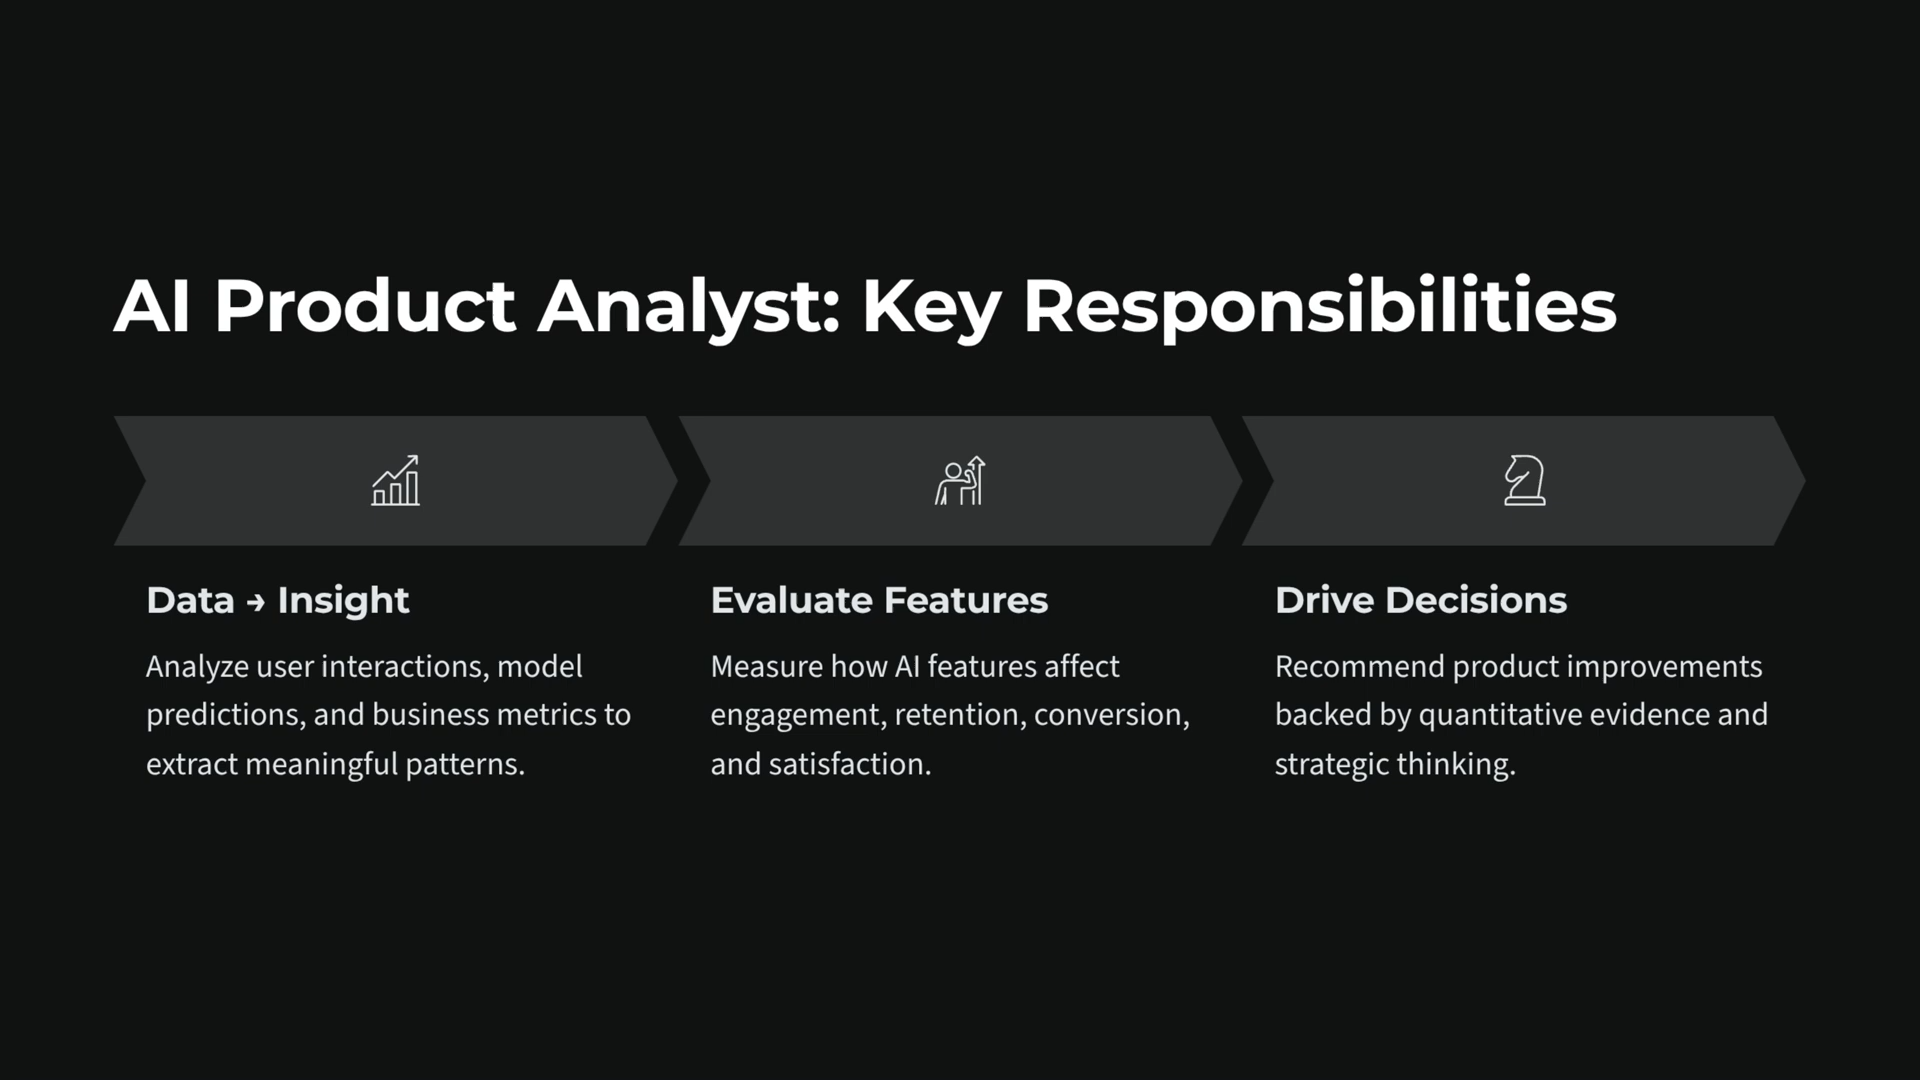 AI Product Analyst: Key Responsibilities
Data → Insight
Analyze user interactions, model
predictions, and business metrics to
extract meaningful patterns.
Evaluate Features
Measure how AI features affect
engagement, retention, conversion,
and satisfaction.
Drive Decisions
Recommend product improvements
backed by quantitative evidence and
strategic thinking.